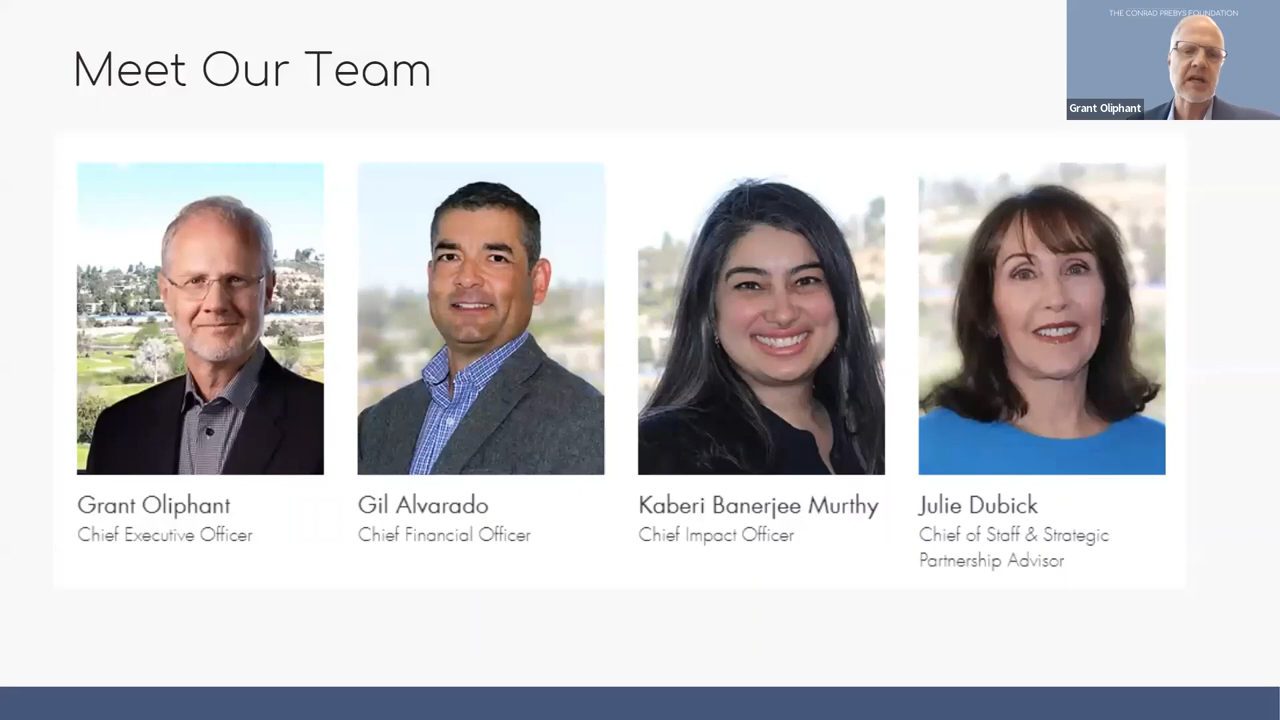 THE CONRAD PREBYS FOUNDATION
Meet Our Team
Grant Oliphant
Grant Oliphant
Chief Executive Officer
Gil Alvarado
Chief Financial Officer
Kaberi Banerjee Murthy
Chief Impact Officer
Julie Dubick
Chief of Staff & Strategic
Partnership Advisor